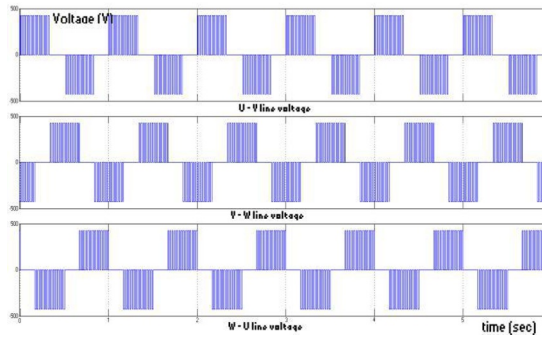 Voltage (V)
500
0
-500
U - V line voltage
500
0
-500
V - W line voltage
500
0
-500
0 1 2 3 4 5
W - U line voltage
time (sec)